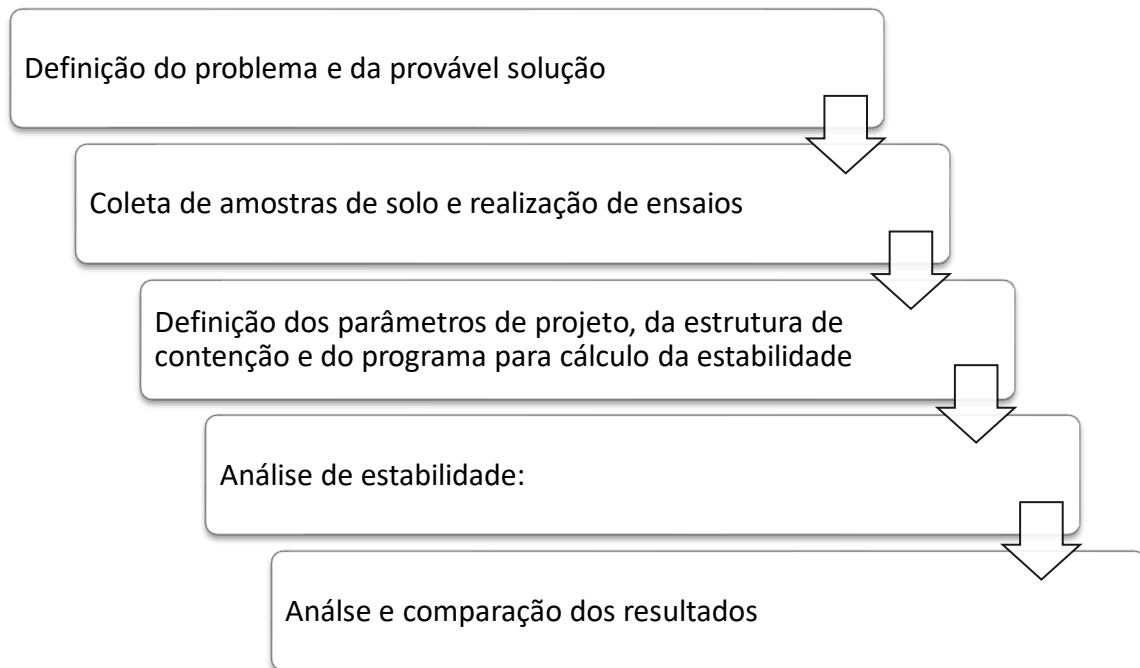 Definição do problema e da provável solução
Coleta de amostras de solo e realização de ensaios
Definição dos parâmetros de projeto, da estrutura de
contenção e do programa para cálculo da estabilidade
Análise de estabilidade:
Análse e comparação dos resultados